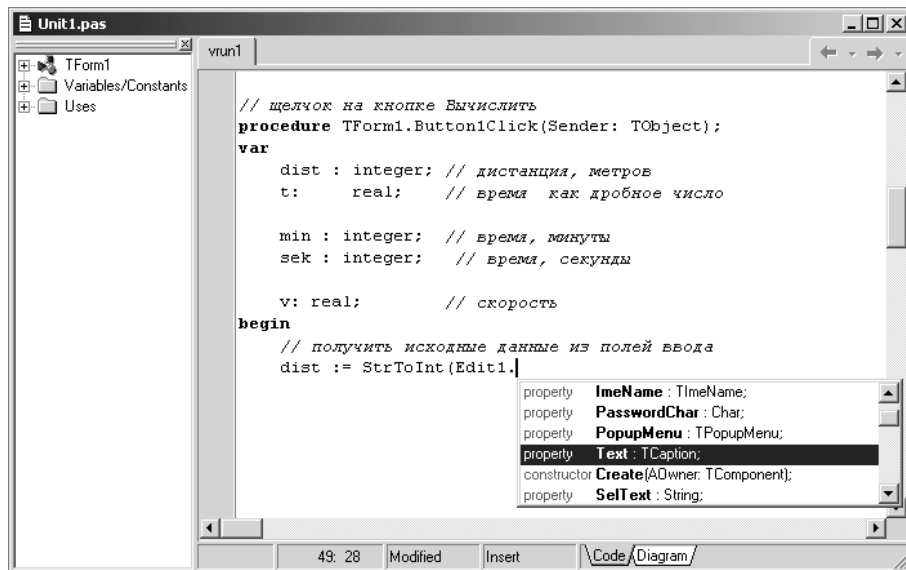 Unit1.pas
vrun1
TForm1
Variables/Constants
Uses
// щелчок на кнопке Вычислить
procedure TForm1.Button1Click(Sender: TObject);
var
dist : integer; // дистанция, метров
t: real; // время как дробное число
min : integer; // время, минуты
sek : integer; // время, секунды
v: real; // скорость
begin
// получить исходные данные из полей ввода
dist := StrToInt(Edit1.
property ImeName : TImeName;
property PasswordChar : Char;
property PopupMenu : TPopupMenu;
property Text : TCaption;
constructor Create(AOwner: TComponent);
property SelText : String;
49: 28 Modified Insert Code Diagram